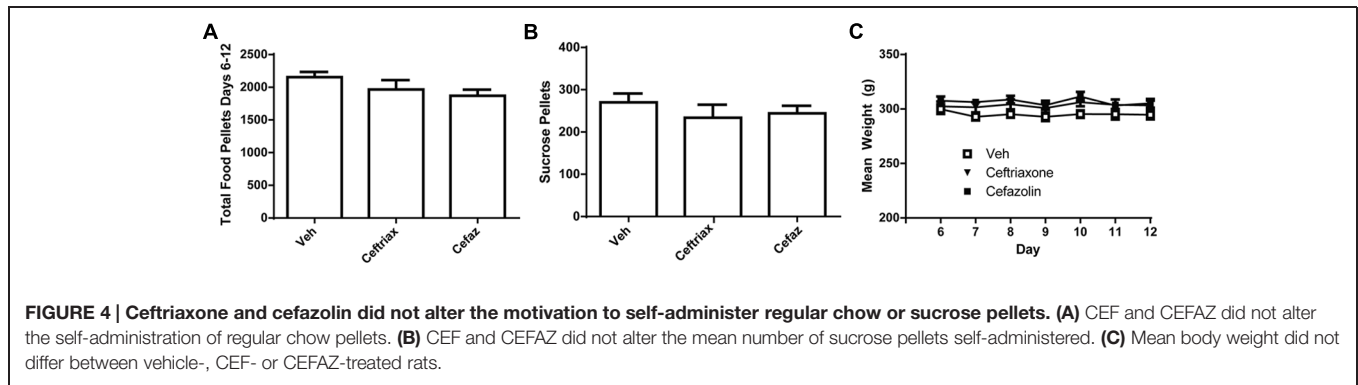 A
Total Food Pellets Days 6-12
2500
2000
1500
1000
500
0
Veh
Ceftriax
Cefaz
B
Sucrose Pellets
400
300
200
100
0
Veh
Ceftriax
Cefaz
C
Mean Weight (g)
350
300
250
200
Veh
Ceftriaxone
Cefazolin
6 7 8 9 10 11 12
Day
FIGURE 4 | Ceftriaxone and cefazolin did not alter the motivation to self-administer regular chow or sucrose pellets. (A) CEF and CEFAZ did not alter
the self-administration of regular chow pellets. (B) CEF and CEFAZ did not alter the mean number of sucrose pellets self-administered. (C) Mean body weight did not
differ between vehicle-, CEF- or CEFAZ-treated rats.